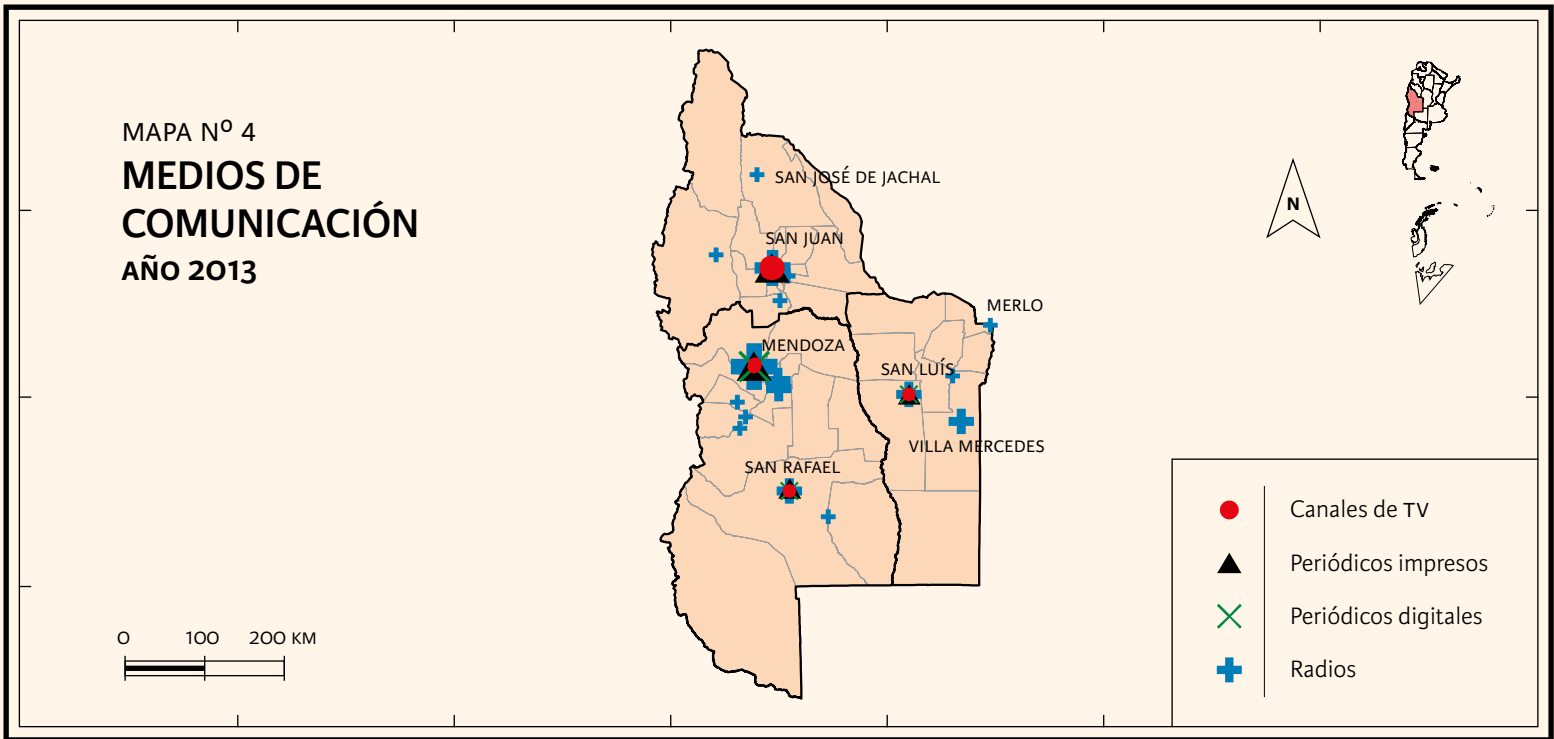 MAPA Nº 4
MEDIOS DE
COMUNICACIÓN
AÑO 2013
SAN JOSÉ DE JACHAL
SAN JUAN
MERLO
MENDOZA
SAN LUÍS
VILLA MERCEDES
SAN RAFAEL
N
0 100 200 KM
Canales de TV
Periódicos impresos
Periódicos digitales
Radios